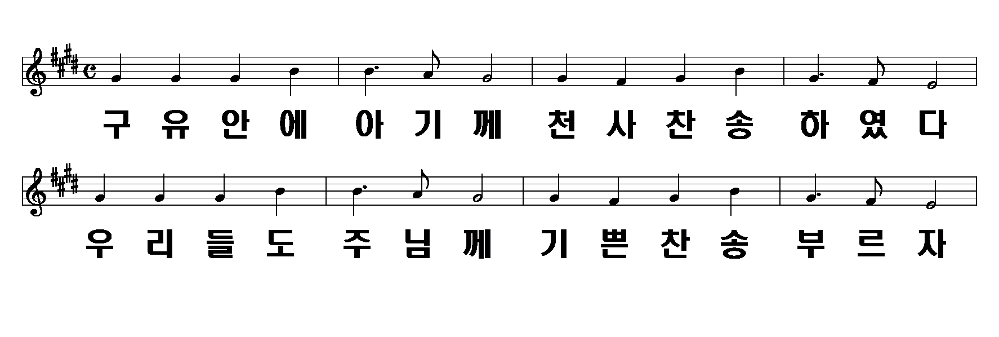 구 유 안 에 아 기 께 천 사 찬 송 하 였 다
우 리 들 도 주 님 께 기 쁜 찬 송 부 르 자